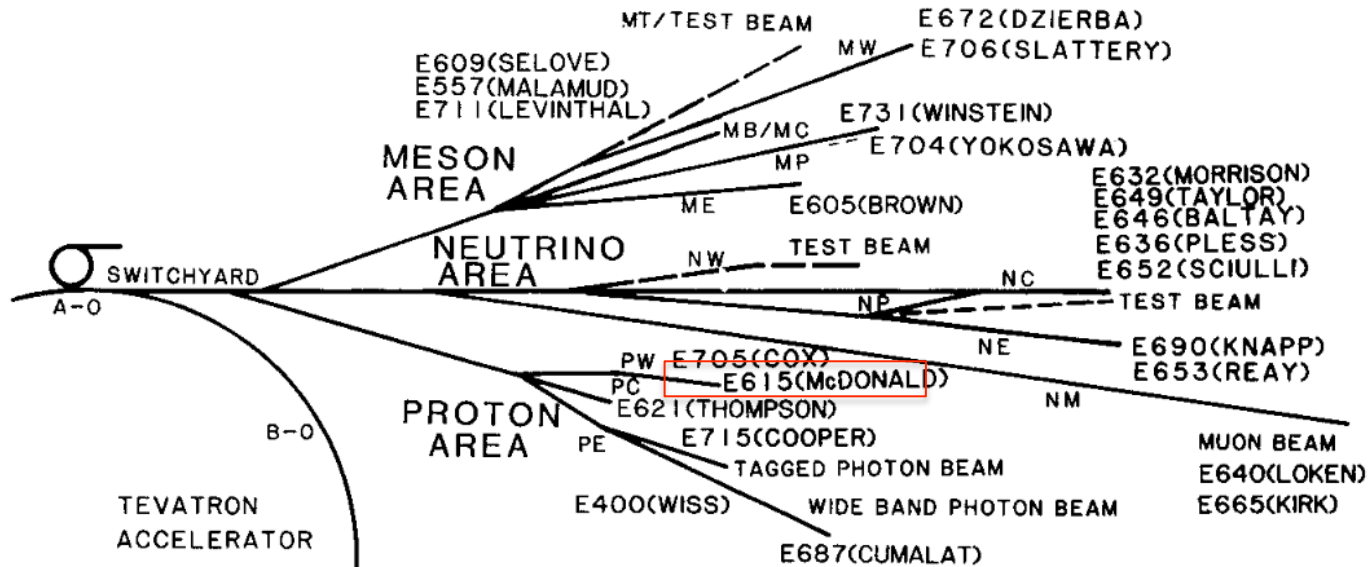 MT/TEST BEAM
E672(DZIERBA)
MW
E706(SLATTERY)
E609(SELOVE)
E557(MALAMUD)
E711(LEVINTHAL)
MB/MC
E731(WINSTEIN)
MESON
AREA
MP
E704(YOKOSAWA)
ME
E605(BROWN)
E632(MORRISON)
E649(TAYLOR)
E646(BALTAY)
E636(PLESS)
E652(SCIULLI)
NEUTRINO
AREA
NW
TEST BEAM
SWITCHYARD
A-O
NC
TEST BEAM
NP
NE
E690(KNAPP)
E653(REAY)
NM
PW
E705(COX)
E615(McDONALD)
PC
E621(THOMPSON)
PROTON
AREA
PE
E715(COOPER)
TAGGED PHOTON BEAM
B-O
MUON BEAM
E640(LOKEN)
E665(KIRK)
E400(WISS)
WIDE BAND PHOTON BEAM
E687(CUMALAT)
TEVATRON
ACCELERATOR